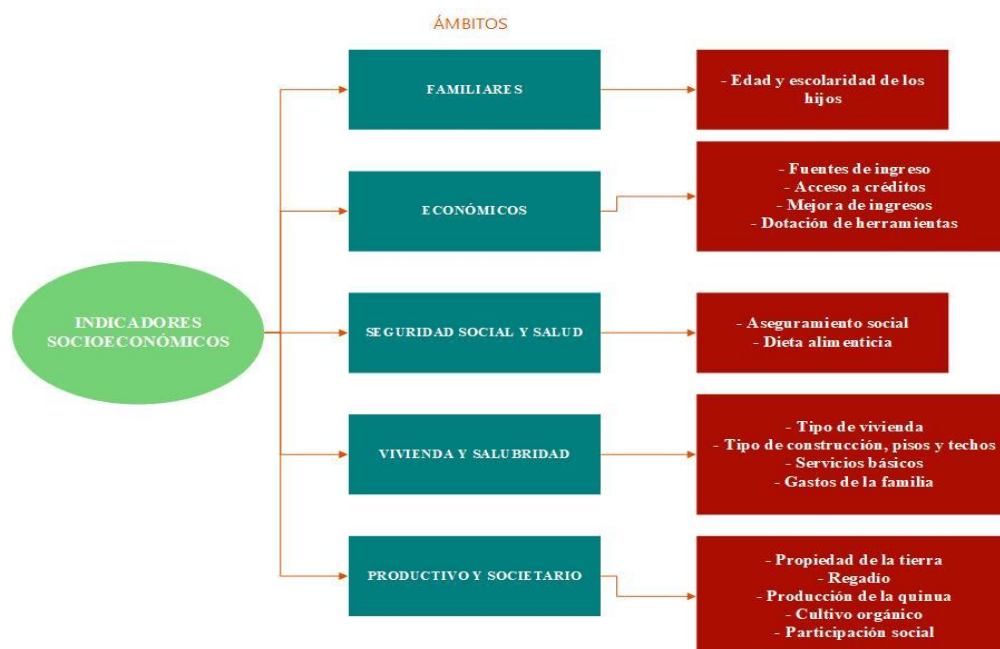 ÁMBITOS
FAMILIARES
- Edad y escolaridad de los
hijos
ECONÓMICOS
- Fuentes de ingreso
- Acceso a créditos
- Mejora de ingresos
- Dotación de herramientas
INDICADORES
SOCIOECONÓMICOS
SEGURIDAD SOCIAL Y SALUD
- Aseguramiento social
- Dieta alimenticia
VIVIENDA Y SALUBRIDAD
- Tipo de vivienda
- Tipo de construcción, pisos y techos
- Servicios básicos
- Gastos de la familia
PRODUCTIVO Y SOCIETARIO
- Propiedad de la tierra
- Regadío
- Producción de la quinua
- Cultivo orgánico
- Participación social